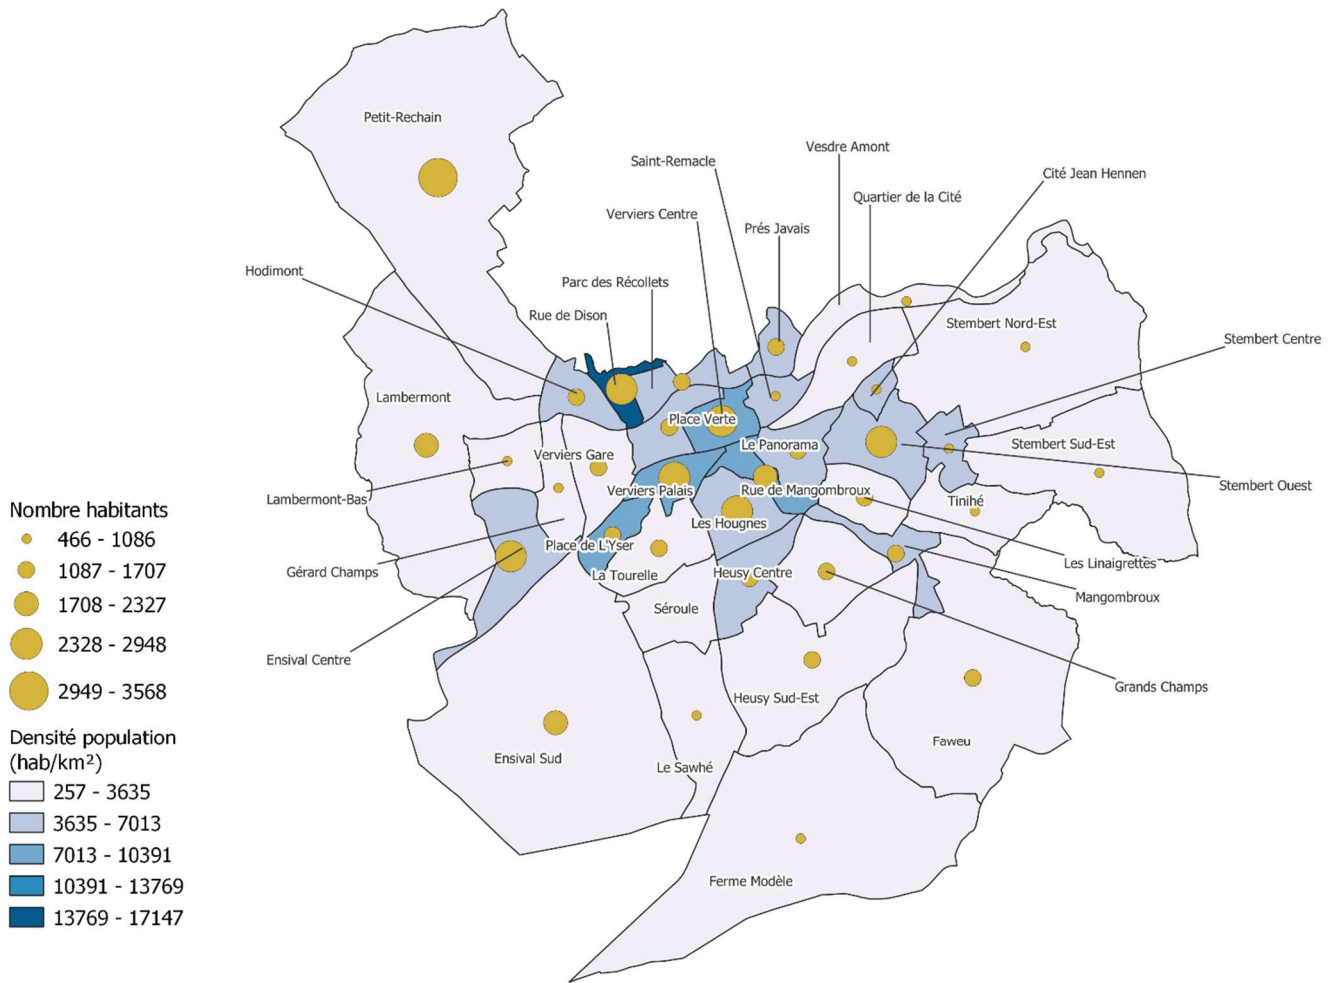 Petit-Rechain
Vesdre Amont
Saint-Remacle
Cité Jean Hennen
Quartier de la Cité
Verviers Centre
Prés Javais
Hodimont
Parc des Récollets
Rue de Dison
Stembert Nord-Est
Stembert Centre
Lambermont
Place Verte
Le Panorama
Stembert Sud-Est
Verviers Gare
Stembert Ouest
Verviers Palais
Rue de Mangombroux
Lambermont-Bas
Tinihé
Les Hougnes
Place de L'Yser
Les Linaigrettes
Gérard Champs
La Tourelle
Heusy Centre
Mangombroux
Séroule
Ensival Centre
Grands Champs
Heusy Sud-Est
Faweu
Ensival Sud
Le Sawhé
Ferme Modèle
Nombre habitants
466 - 1086
1087 - 1707
1708 - 2327
2328 - 2948
2949 - 3568
Densité population
(hab/km²)
257 - 3635
3635 - 7013
7013 - 10391
10391 - 13769
13769 - 17147